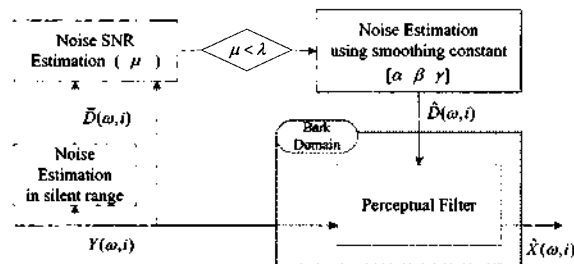 Noise SNR
Estimation ( μ )
μ < λ
Noise Estimation
using smoothing constant
[α β γ]
D̄(ω,i)
D̂(ω,i)
Bark
Domain
Noise
Estimation
in silent range
Perceptual Filter
Y(ω,i)
X̂(ω,i)